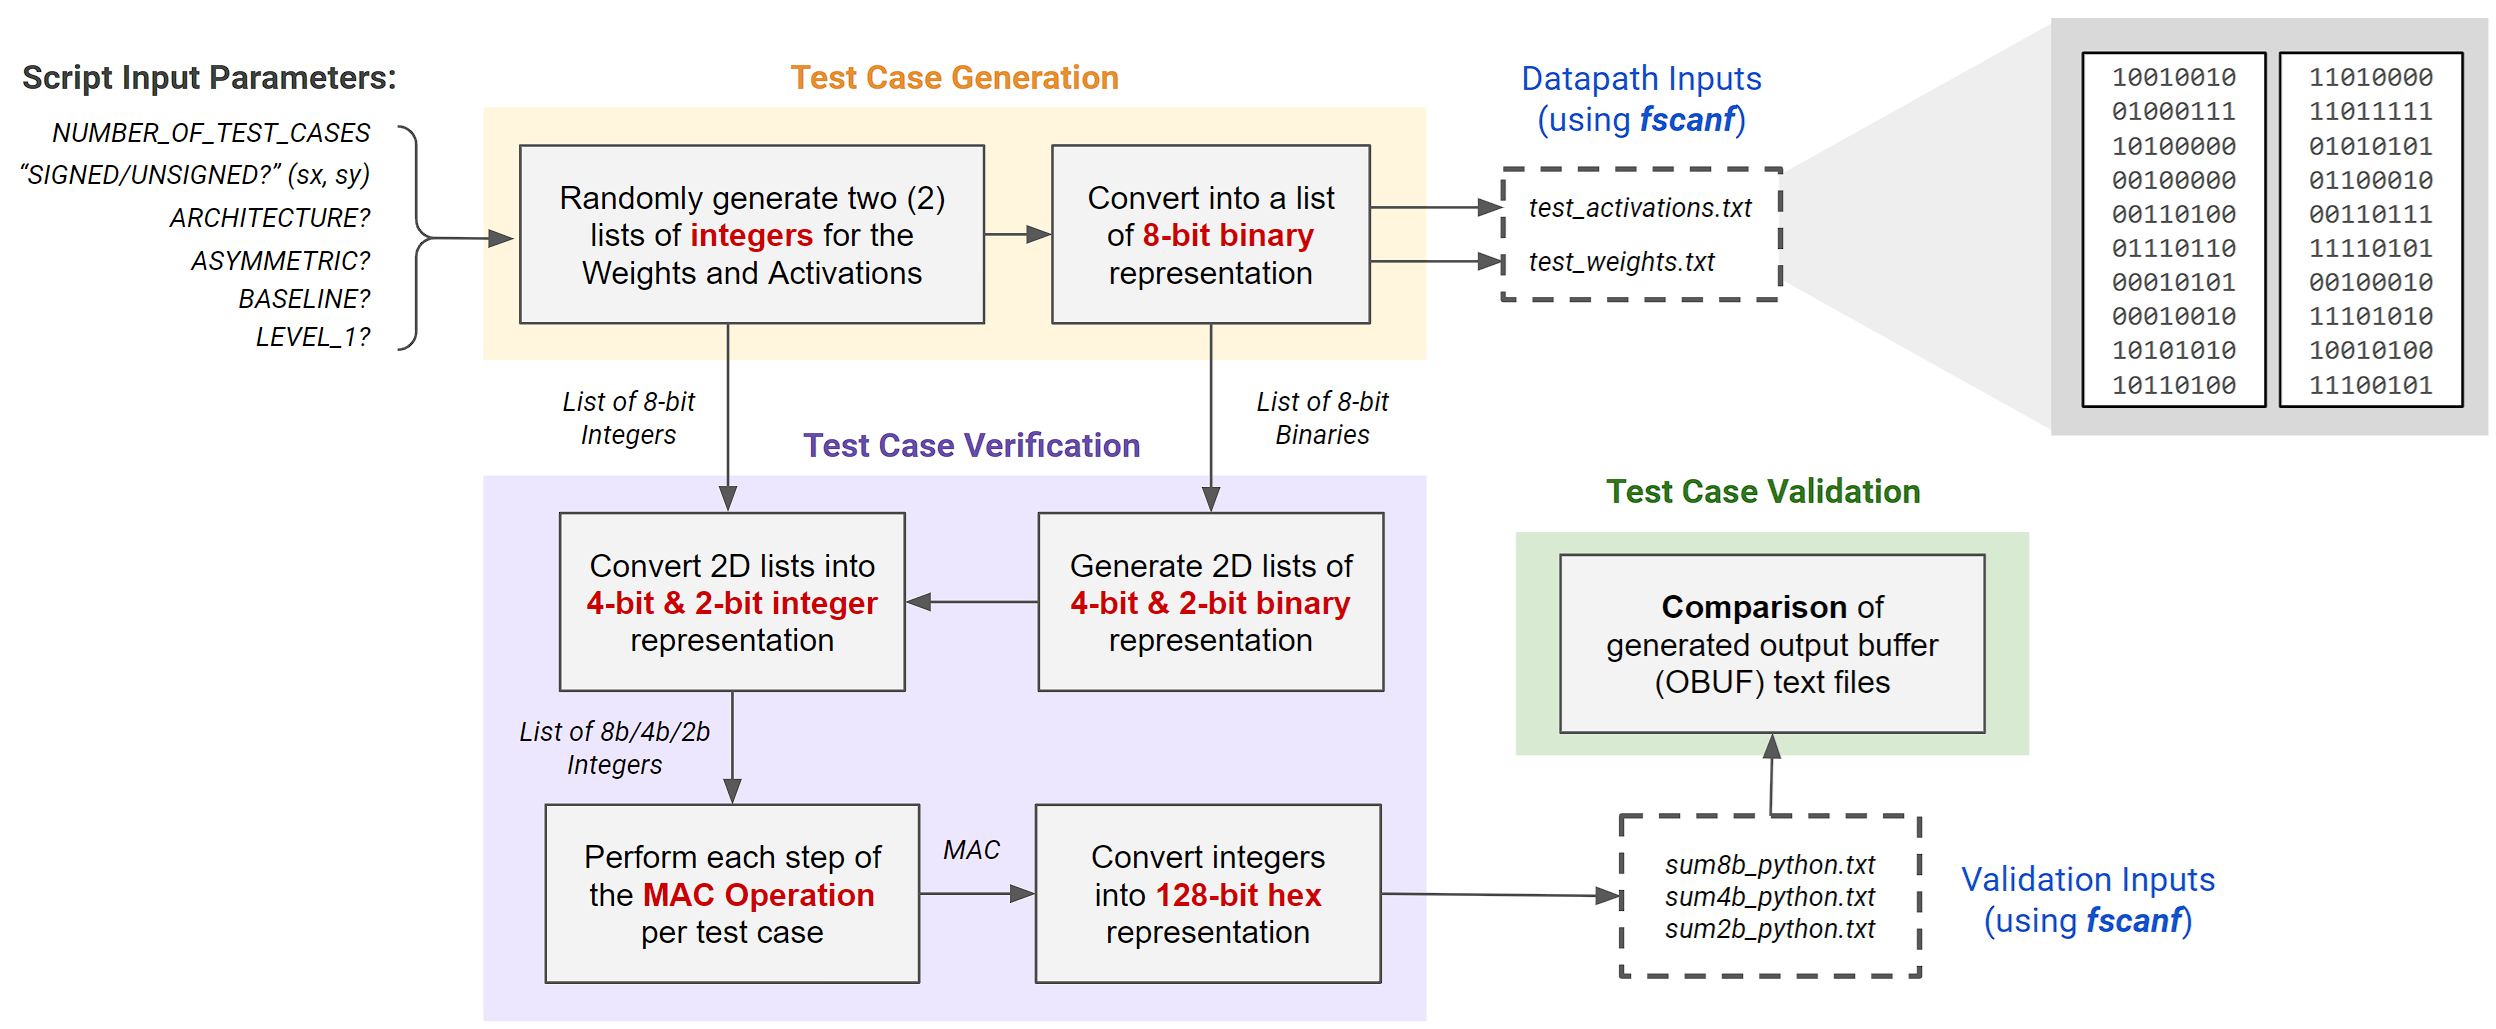 Script Input Parameters:
NUMBER_OF_TEST_CASES
“SIGNED/UNSIGNED?” (sx, sy)
ARCHITECTURE?
ASYMMETRIC?
BASELINE?
LEVEL_1?
Test Case Generation
Randomly generate two (2)
lists of integers for the
Weights and Activations
Convert into a list
of 8-bit binary
representation
Datapath Inputs
(using fscanf)
test_activations.txt
test_weights.txt
10010010
01000111
10100000
00100000
00110100
01110110
00010101
00010010
10101010
10110100
11010000
11011111
01010101
01100010
00110111
11110101
00100010
11101010
10010100
11100101
List of 8-bit
Integers
List of 8-bit
Binaries
Test Case Verification
Convert 2D lists into
4-bit & 2-bit integer
representation
Generate 2D lists of
4-bit & 2-bit binary
representation
List of 8b/4b/2b
Integers
Perform each step of
the MAC Operation
per test case
MAC
Convert integers
into 128-bit hex
representation
Test Case Validation
Comparison of
generated output buffer
(OBUF) text files
sum8b_python.txt
sum4b_python.txt
sum2b_python.txt
Validation Inputs
(using fscanf)